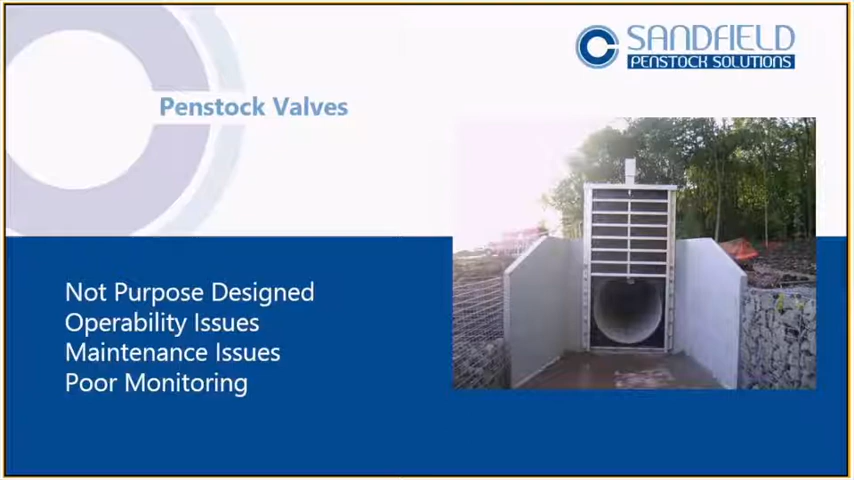 SANDFIELD
PENSTOCK SOLUTIONS
Penstock Valves
Not Purpose Designed
Operability Issues
Maintenance Issues
Poor Monitoring